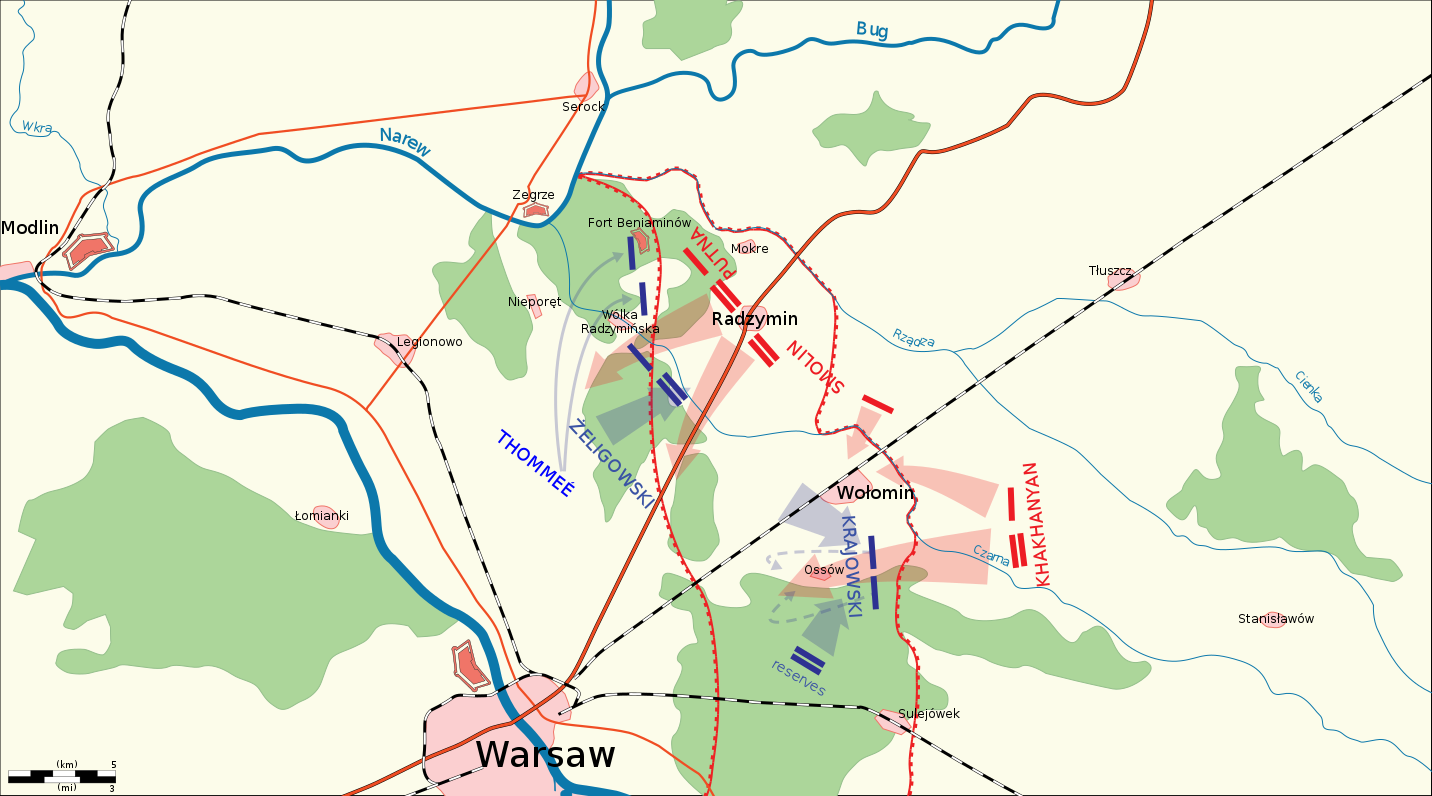 Bug
Serock
Wkra
Narew
Zegrze
Modlin
Fort Beniaminów
PUTNA
Mokre
Tłuszcz
Nieporęt
Wólka
Radzymińska
Radzymin
Legionowo
Rządza
SMOLIN
Cienka
THOMMEÉ
ŻELIGOWSKI
Wołomin
KHAKHANYAN
Łomianki
KRAJOWSKI
Czarna
Ossów
Stanisławów
reserves
Sulejówek
Warsaw
(km) 5
(mi) 3